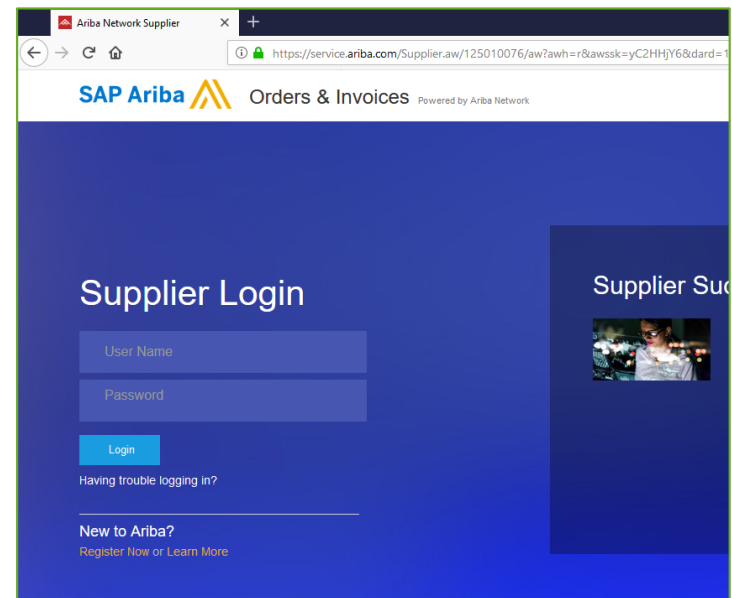 Ariba Network Supplier
https://service.ariba.com/Supplier.aw/125010076/aw?awh=r&awssk=yC2HHjY6&dard=1
SAP Ariba Orders & Invoices Powered by Ariba Network
Supplier Login
User Name
Password
Login
Having trouble logging in?
New to Ariba?
Register Now or Learn More
Supplier Suc